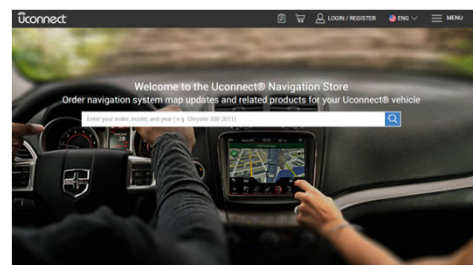 uconnect
LOGIN / REGISTER
ENG
MENU
Welcome to the Uconnect® Navigation Store
Order navigation system map updates and related products for your Uconnect® vehicle
Enter your make, model, and year ( e.g. Chrysler 200 2011)